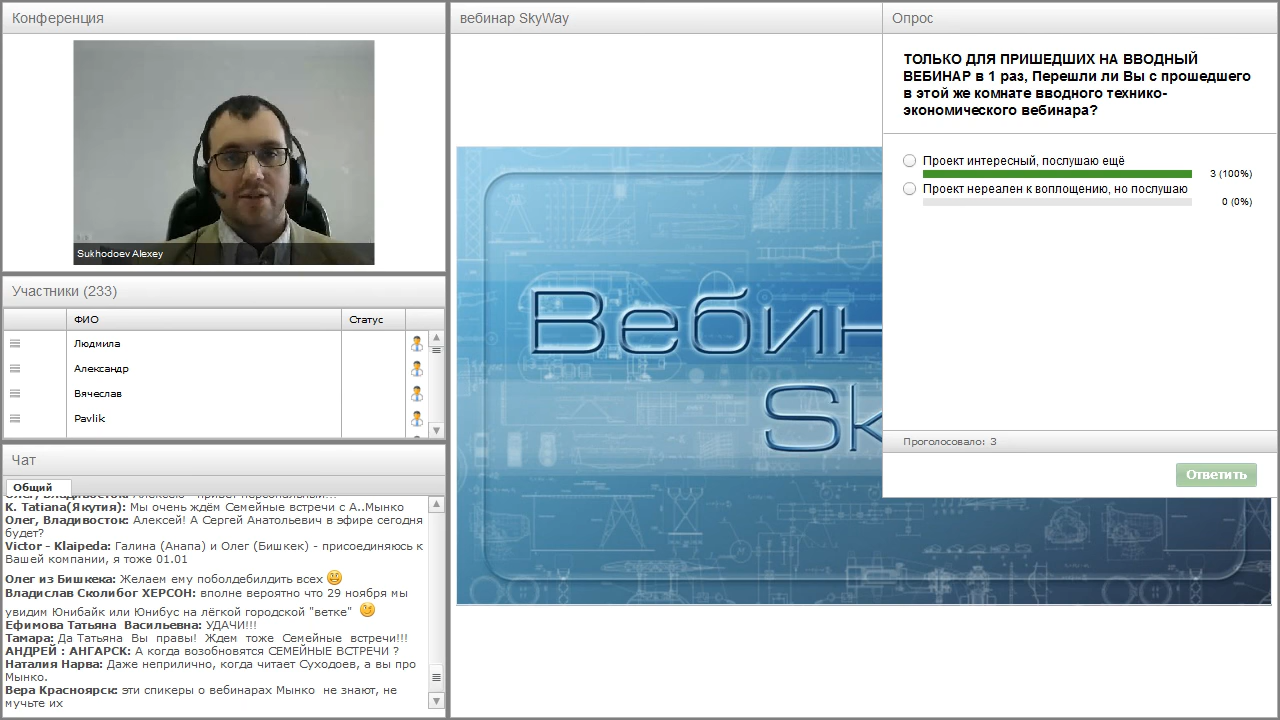 Конференция
Sukhodoev Alexey
Участники (233)
ФИО
Статус
Людмила
Александр
Вячеслав
Pavlik
Чат
Общий
Олег, Владивосток: Алексею - привет персональный!!!
K. Tatiana(Якутия): Мы очень ждём Семейные встречи с А..Мынко
Олег, Владивосток: Алексей! А Сергей Анатольевич в эфире сегодня
будет?
Victor - Klaipeda: Галина (Анапа) и Олег (Бишкек) - присоединяюсь к
Вашей компании, я тоже 01.01
Олег из Бишкека: Желаем ему поболдебилдить всех
Владислав Сколибог ХЕРСОН: вполне вероятно что 29 ноября мы
увидим Юнибайк или Юнибус на лёгкой городской "ветке"
Ефимова Татьяна Васильевна: УДАЧИ!!!
Тамара: Да Татьяна Вы правы! Ждем тоже Семейные встречи!!!
АНДРЕЙ : АНГАРСК: А когда возобновятся СЕМЕЙНЫЕ ВСТРЕЧИ ?
Наталия Нарва: Даже неприлично, когда читает Суходоев, а вы про
Мынко.
Вера Красноярск: эти спикеры о вебинарах Мынко не знают, не
мучьте их
вебинар SkyWay
Вебин
Sk
Опрос
ТОЛЬКО ДЛЯ ПРИШЕДШИХ НА ВВОДНЫЙ
ВЕБИНАР в 1 раз, Перешли ли Вы с прошедшего
в этой же комнате вводного технико-
экономического вебинара?
Проект интересный, послушаю ещё
3 (100%)
Проект нереален к воплощению, но послушаю
0 (0%)
Проголосовало: 3
Ответить